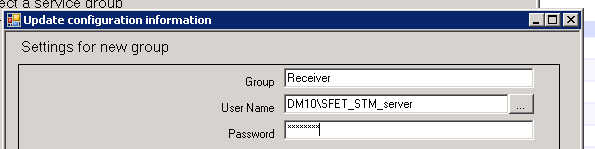 ect a service group
Update configuration information
Settings for new group
Group Receiver
User Name DM10\SFET_STM_server ...
Password ********